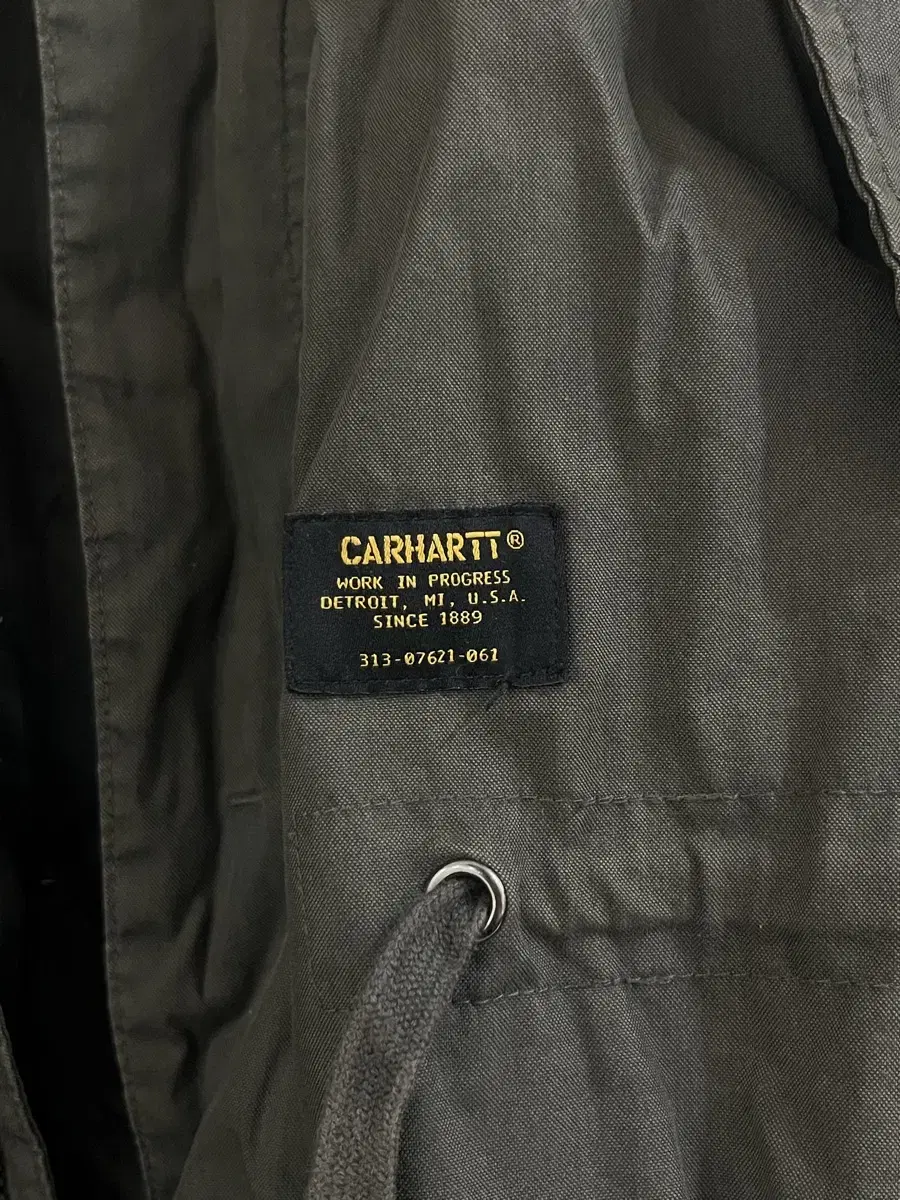 CARHARTT®
WORK IN PROGRESS
DETROIT, MI, U.S.A.
SINCE 1889
313-07621-061